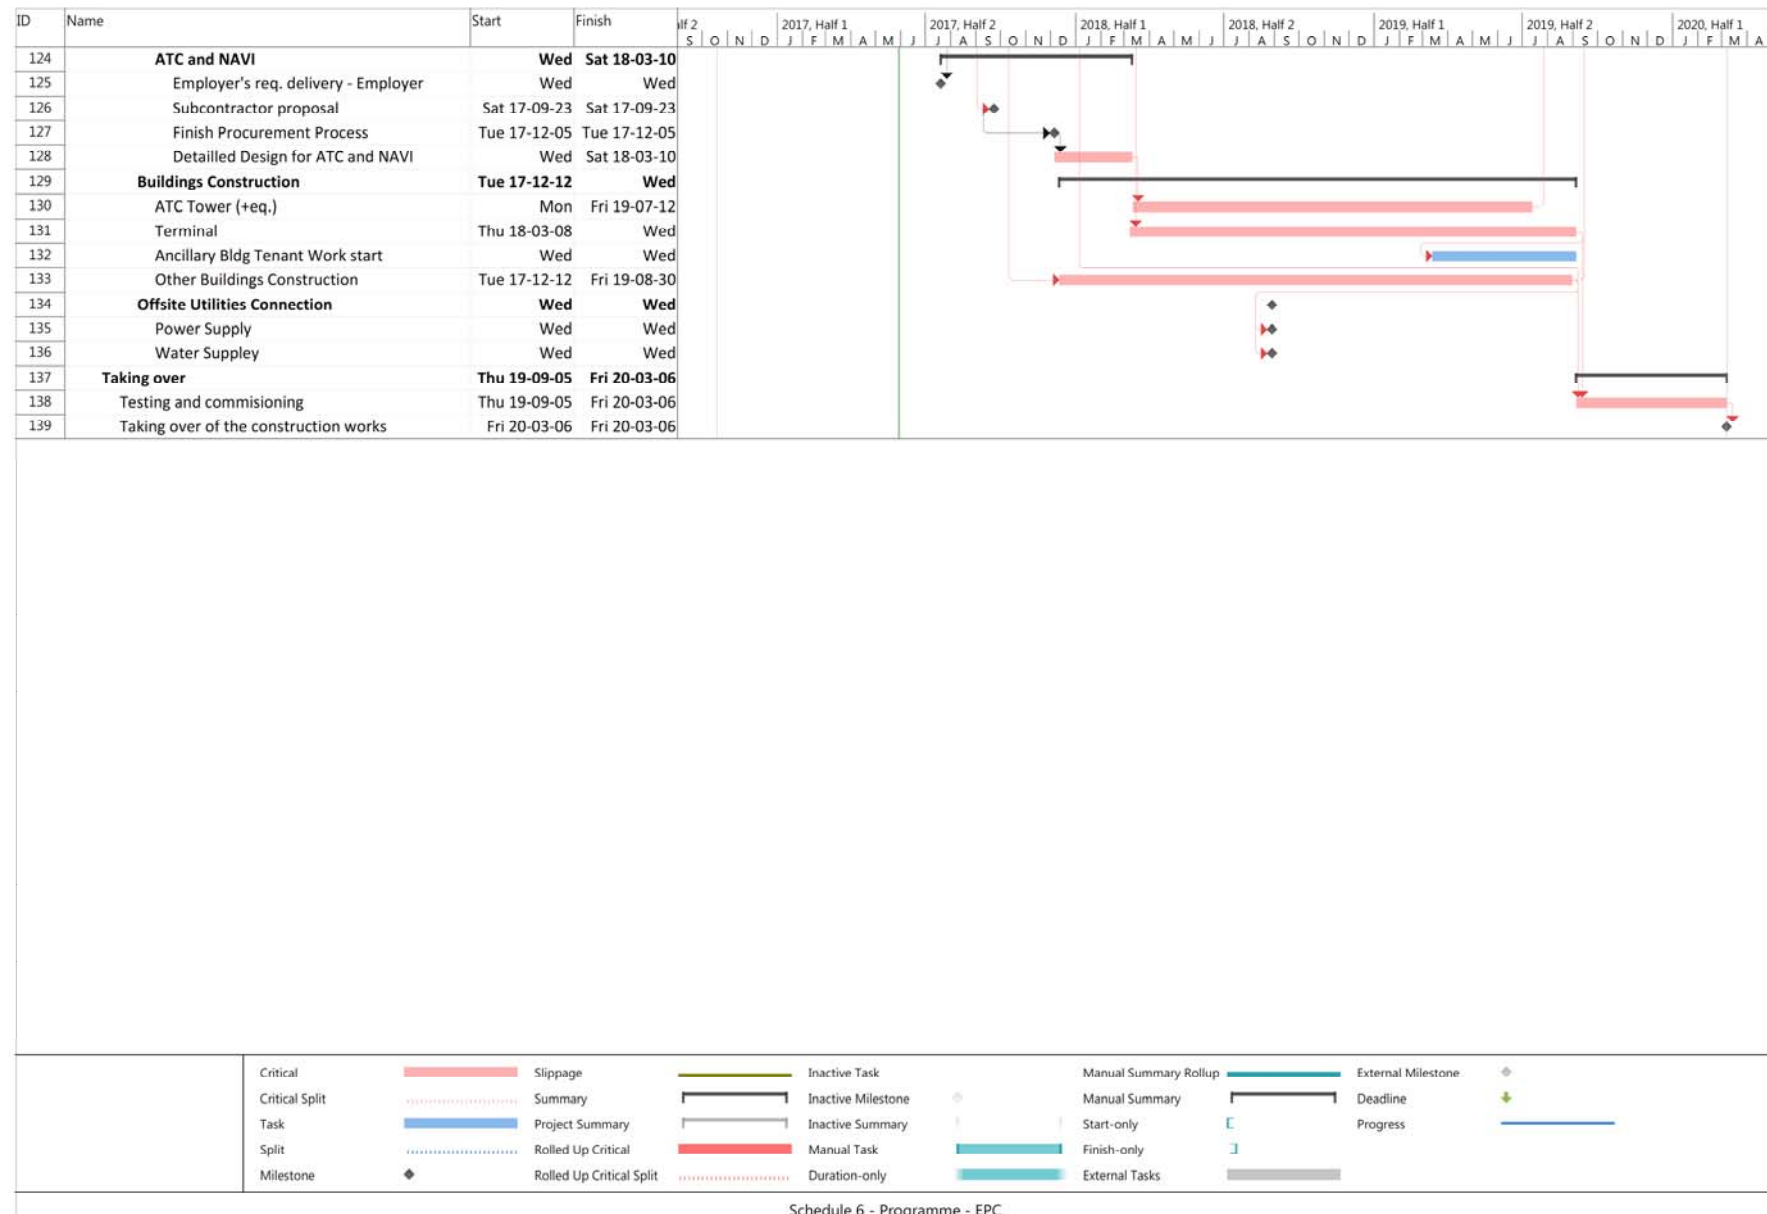 ID Name Start Finish lf 2 2017, Half 1 2017, Half 2 2018, Half 1 2018, Half 2 2019, Half 1 2019, Half 2 2020, Half 1
S O N D J F M A M J J A S O N D J F M A M J J A S O N D J F M A M J J A S O N D J F M A
124 ATC and NAVI Wed Sat 18-03-10
125 Employer's req. delivery - Employer Wed Wed
126 Subcontractor proposal Sat 17-09-23 Sat 17-09-23
127 Finish Procurement Process Tue 17-12-05 Tue 17-12-05
128 Detailled Design for ATC and NAVI Wed Sat 18-03-10
129 Buildings Construction Tue 17-12-12 Wed
130 ATC Tower (+eq.) Mon Fri 19-07-12
131 Terminal Thu 18-03-08 Wed
132 Ancillary Bldg Tenant Work start Wed Wed
133 Other Buildings Construction Tue 17-12-12 Fri 19-08-30
134 Offsite Utilities Connection Wed Wed
135 Power Supply Wed Wed
136 Water Suppley Wed Wed
137 Taking over Thu 19-09-05 Fri 20-03-06
138 Testing and commisioning Thu 19-09-05 Fri 20-03-06
139 Taking over of the construction works Fri 20-03-06 Fri 20-03-06
Critical Slippage Inactive Task Manual Summary Rollup External Milestone
Critical Split Summary Inactive Milestone Manual Summary Deadline
Task Project Summary Inactive Summary Start-only Progress
Split Rolled Up Critical Manual Task Finish-only
Milestone Rolled Up Critical Split Duration-only External Tasks
Schedule 6 - Programme - EPC